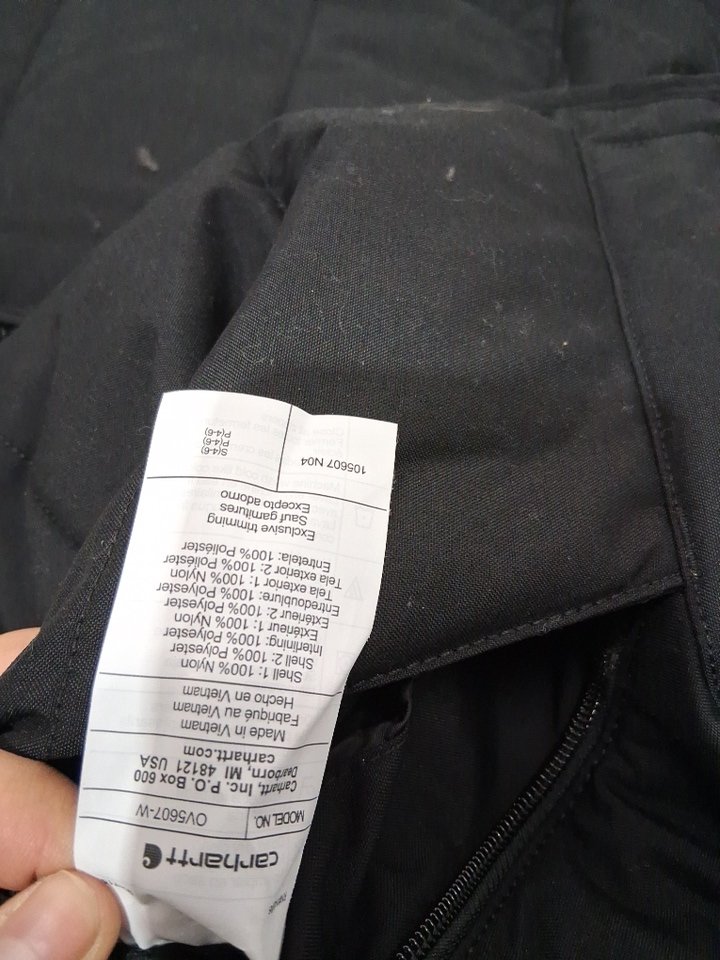 carhartt
MODEL NO. OV5607-W
Carhartt, Inc. P.O. Box 600
Dearborn, MI 48121 USA
carhartt.com
Made in Vietnam
Fabriqué au Vietnam
Hecho en Vietnam
Shell 1: 100% Nylon
Shell 2: 100% Polyester
Interlining: 100% Polyester
Extérieur 1: 100% Nylon
Extérieur 2: 100% Polyester
Entredoublure: 100% Polyester
Tela exterior 1: 100% Nylon
Tela exterior 2: 100% Poliéster
Entretela: 100% Poliéster
Exclusive trimming
Sauf garnitures
Excepto adorno
105607 N04
S(4-6)
P(4-6)
P(4-6)